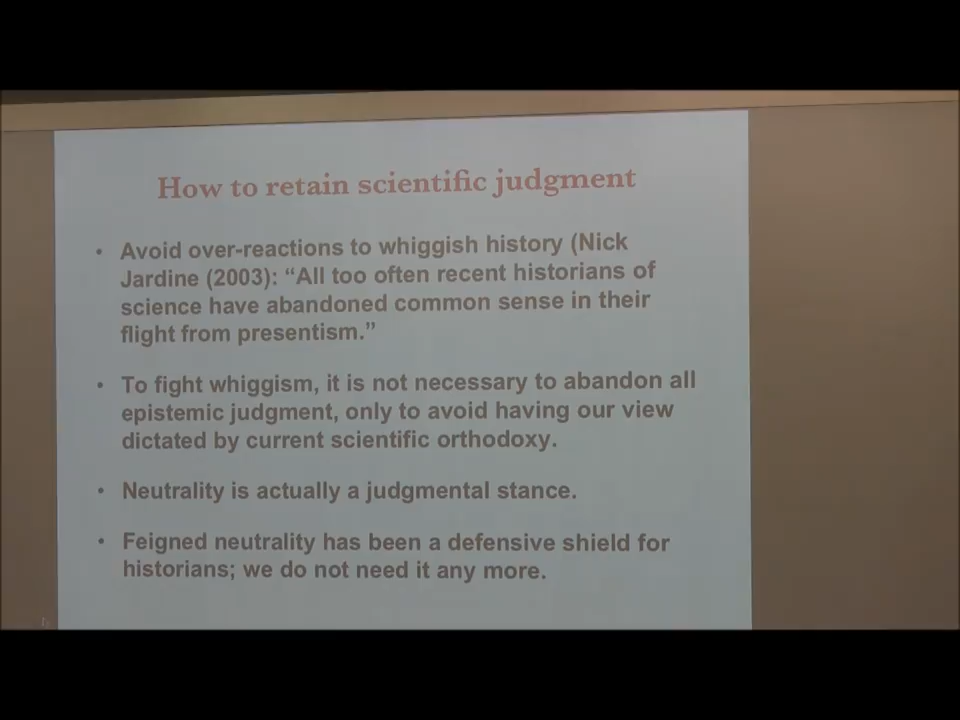 How to retain scientific judgment
• Avoid over-reactions to whiggish history (Nick
Jardine (2003): “All too often recent historians of
science have abandoned common sense in their
flight from presentism.”
• To fight whiggism, it is not necessary to abandon all
epistemic judgment, only to avoid having our view
dictated by current scientific orthodoxy.
• Neutrality is actually a judgmental stance.
• Feigned neutrality has been a defensive shield for
historians; we do not need it any more.